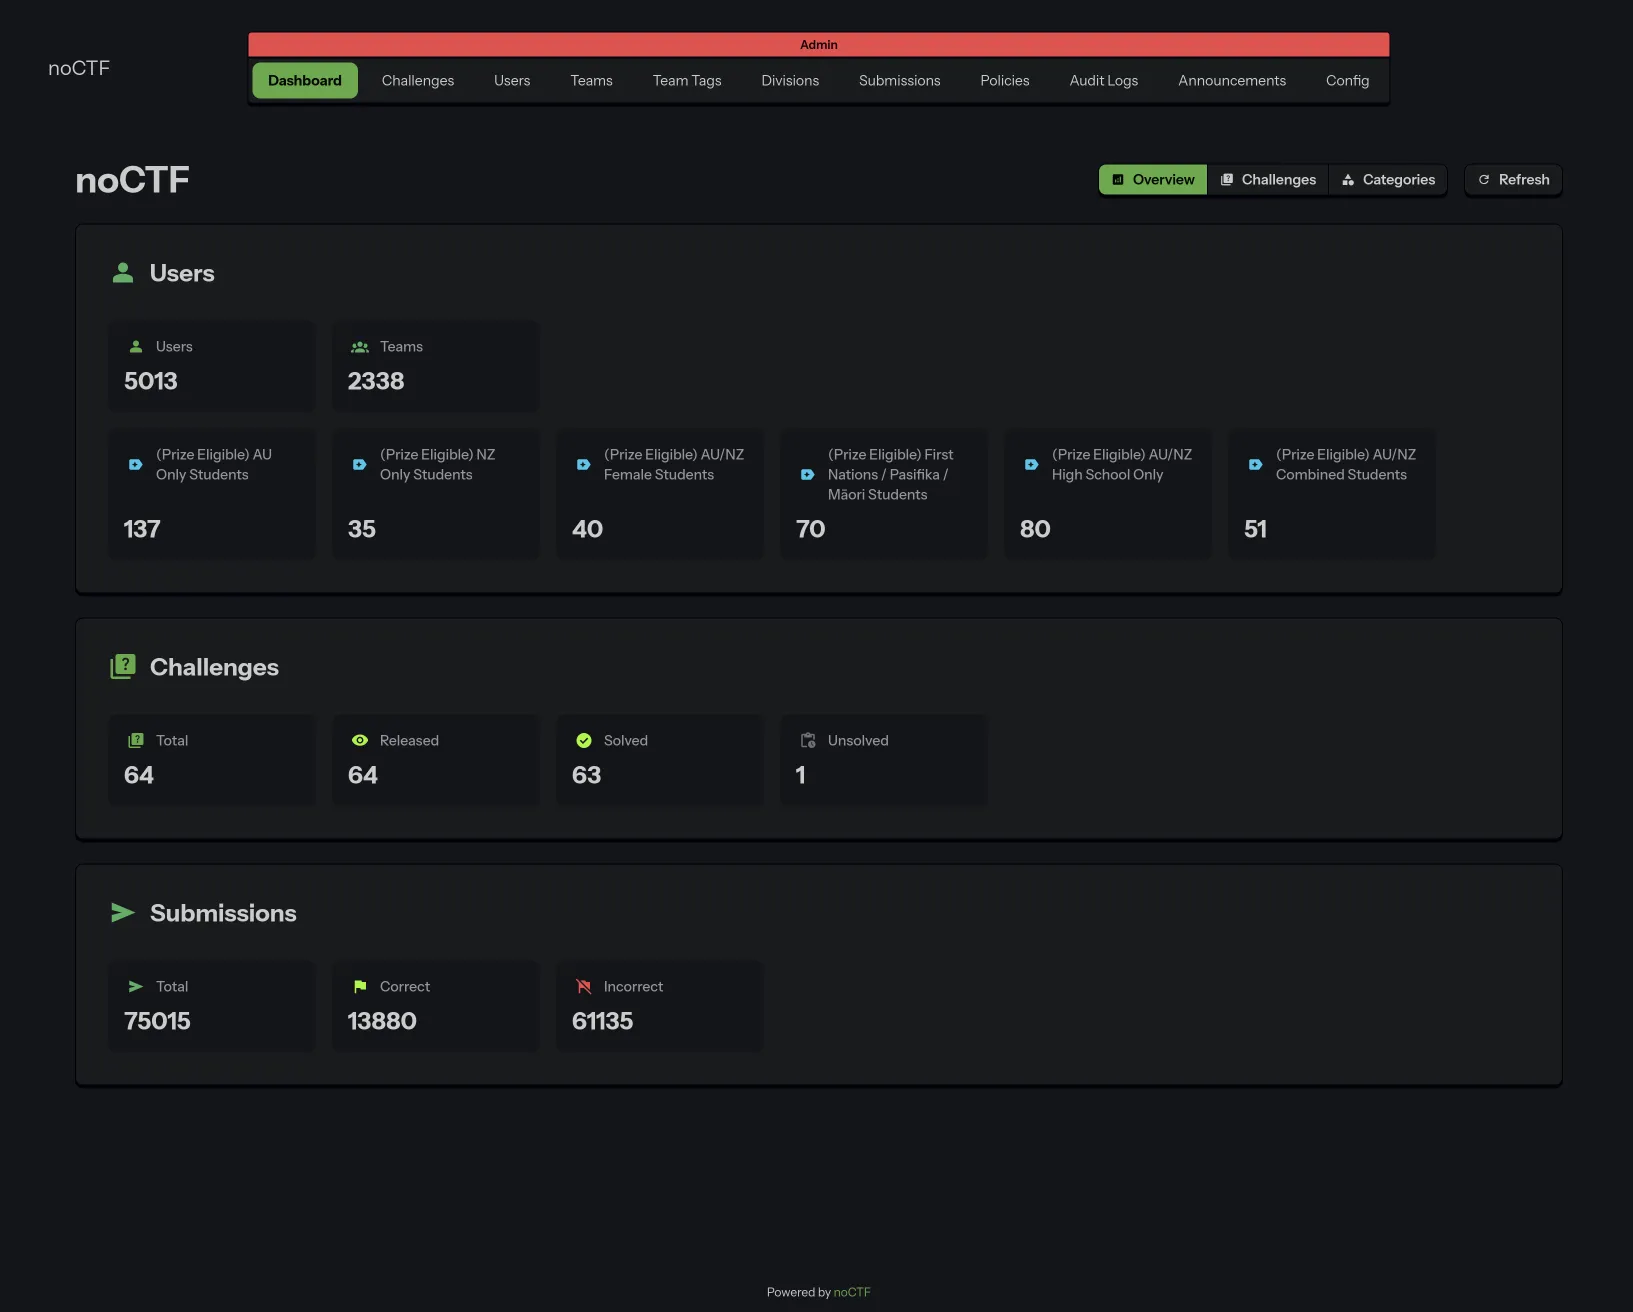 noCTF
Admin
Dashboard Challenges Users Teams Team Tags Divisions Submissions Policies Audit Logs Announcements Config
noCTF
Overview Challenges Categories Refresh
Users
Users
5013
Teams
2338
(Prize Eligible) AU
Only Students
137
(Prize Eligible) NZ
Only Students
35
(Prize Eligible) AU/NZ
Female Students
40
(Prize Eligible) First
Nations / Pasifika /
Māori Students
70
(Prize Eligible) AU/NZ
High School Only
80
(Prize Eligible) AU/NZ
Combined Students
51
Challenges
Total
64
Released
64
Solved
63
Unsolved
1
Submissions
Total
75015
Correct
13880
Incorrect
61135
Powered by noCTF